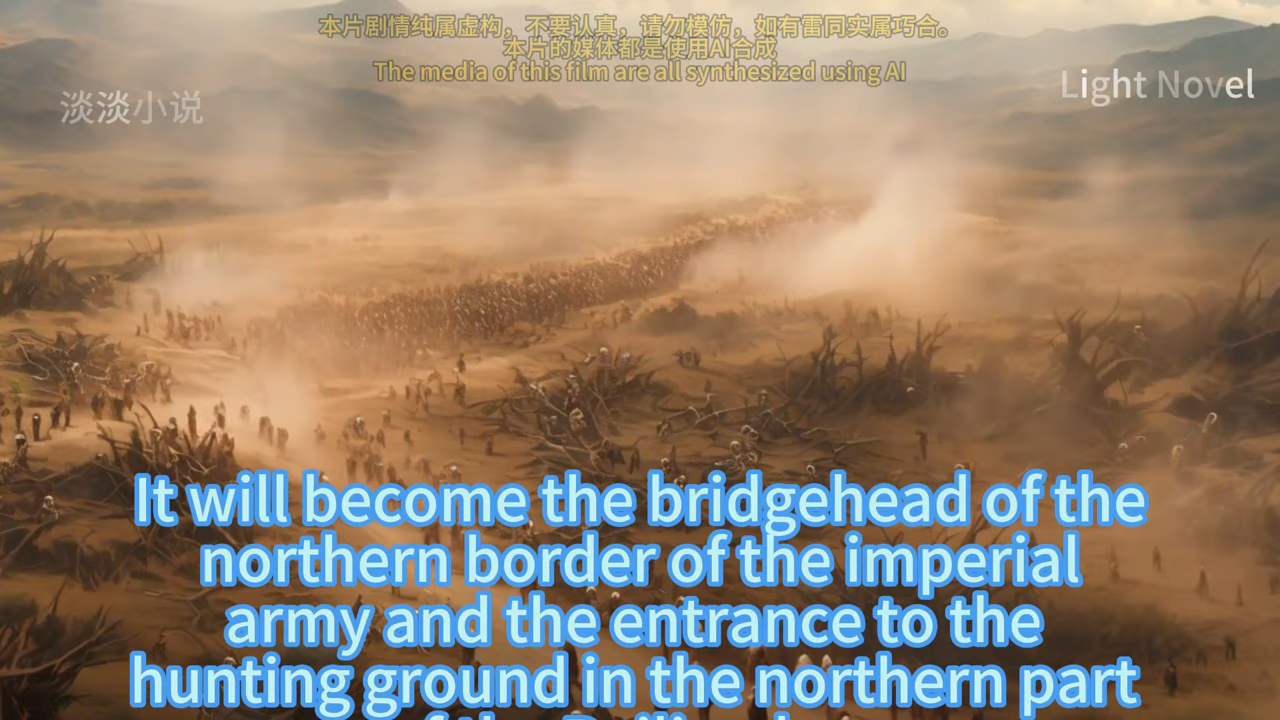 本片剧情纯属虚构，不要认真，请勿模仿，如有雷同实属巧合。
本片的媒体都是使用AI合成
The media of this film are all synthesized using AI
淡淡小说
Light Novel
It will become the bridgehead of the
northern border of the imperial
army and the entrance to the
hunting ground in the northern part
of the